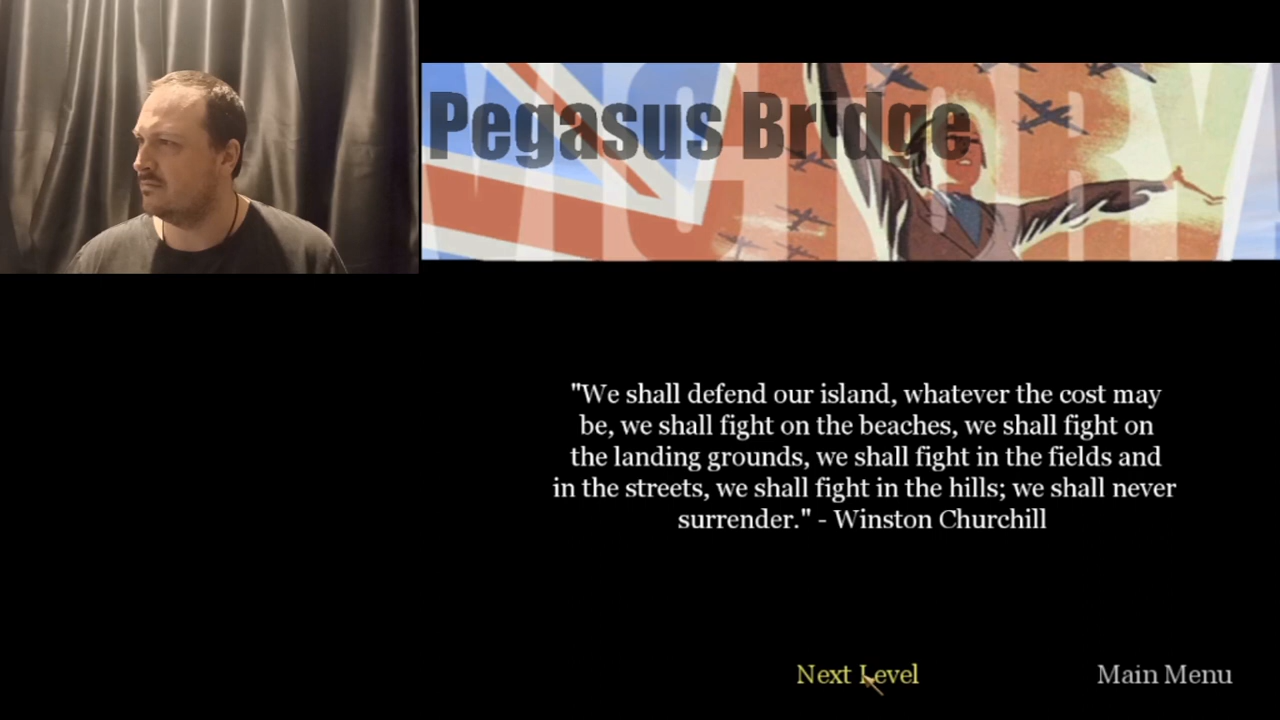 VICTORY
Pegasus Bridge
"We shall defend our island, whatever the cost may
be, we shall fight on the beaches, we shall fight on
the landing grounds, we shall fight in the fields and
in the streets, we shall fight in the hills; we shall never
surrender." - Winston Churchill
Next Level
Main Menu